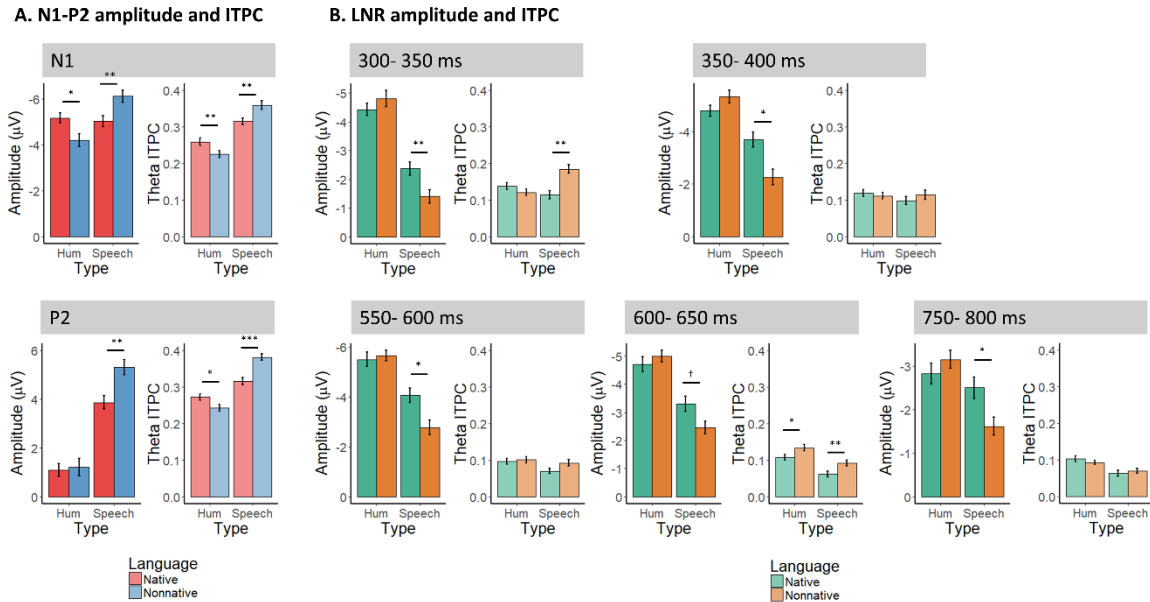 A. N1-P2 amplitude and ITPC
B. LNR amplitude and ITPC
N1
Amplitude (μV)
-6
-4
-2
0
*
**
Hum Speech
Type
Theta ITPC
0.4
0.3
0.2
0.1
0.0
**
**
Hum Speech
Type
300- 350 ms
Amplitude (μV)
-5
-4
-3
-2
-1
0
**
Hum Speech
Type
Theta ITPC
0.4
0.3
0.2
0.1
0.0
**
Hum Speech
Type
350- 400 ms
Amplitude (μV)
-4
-2
0
*
Hum Speech
Type
Theta ITPC
0.4
0.3
0.2
0.1
0.0
Hum Speech
Type
P2
Amplitude (μV)
6
4
2
0
**
Hum Speech
Type
Theta ITPC
0.4
0.3
0.2
0.1
0.0
*
***
Hum Speech
Type
550- 600 ms
Amplitude (μV)
-6
-4
-2
0
*
Hum Speech
Type
Theta ITPC
0.4
0.3
0.2
0.1
0.0
Hum Speech
Type
600- 650 ms
Amplitude (μV)
-5
-4
-3
-2
-1
0
†
Hum Speech
Type
Theta ITPC
0.4
0.3
0.2
0.1
0.0
*
**
Hum Speech
Type
750- 800 ms
Amplitude (μV)
-3
-2
-1
0
*
Hum Speech
Type
Theta ITPC
0.4
0.3
0.2
0.1
0.0
Hum Speech
Type
Language
Native
Nonnative
Language
Native
Nonnative